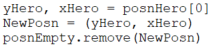 yHero, xHero = posnHero[0]
NewPosn = (yHero, xHero)
posnEmpty.remove(NewPosn)